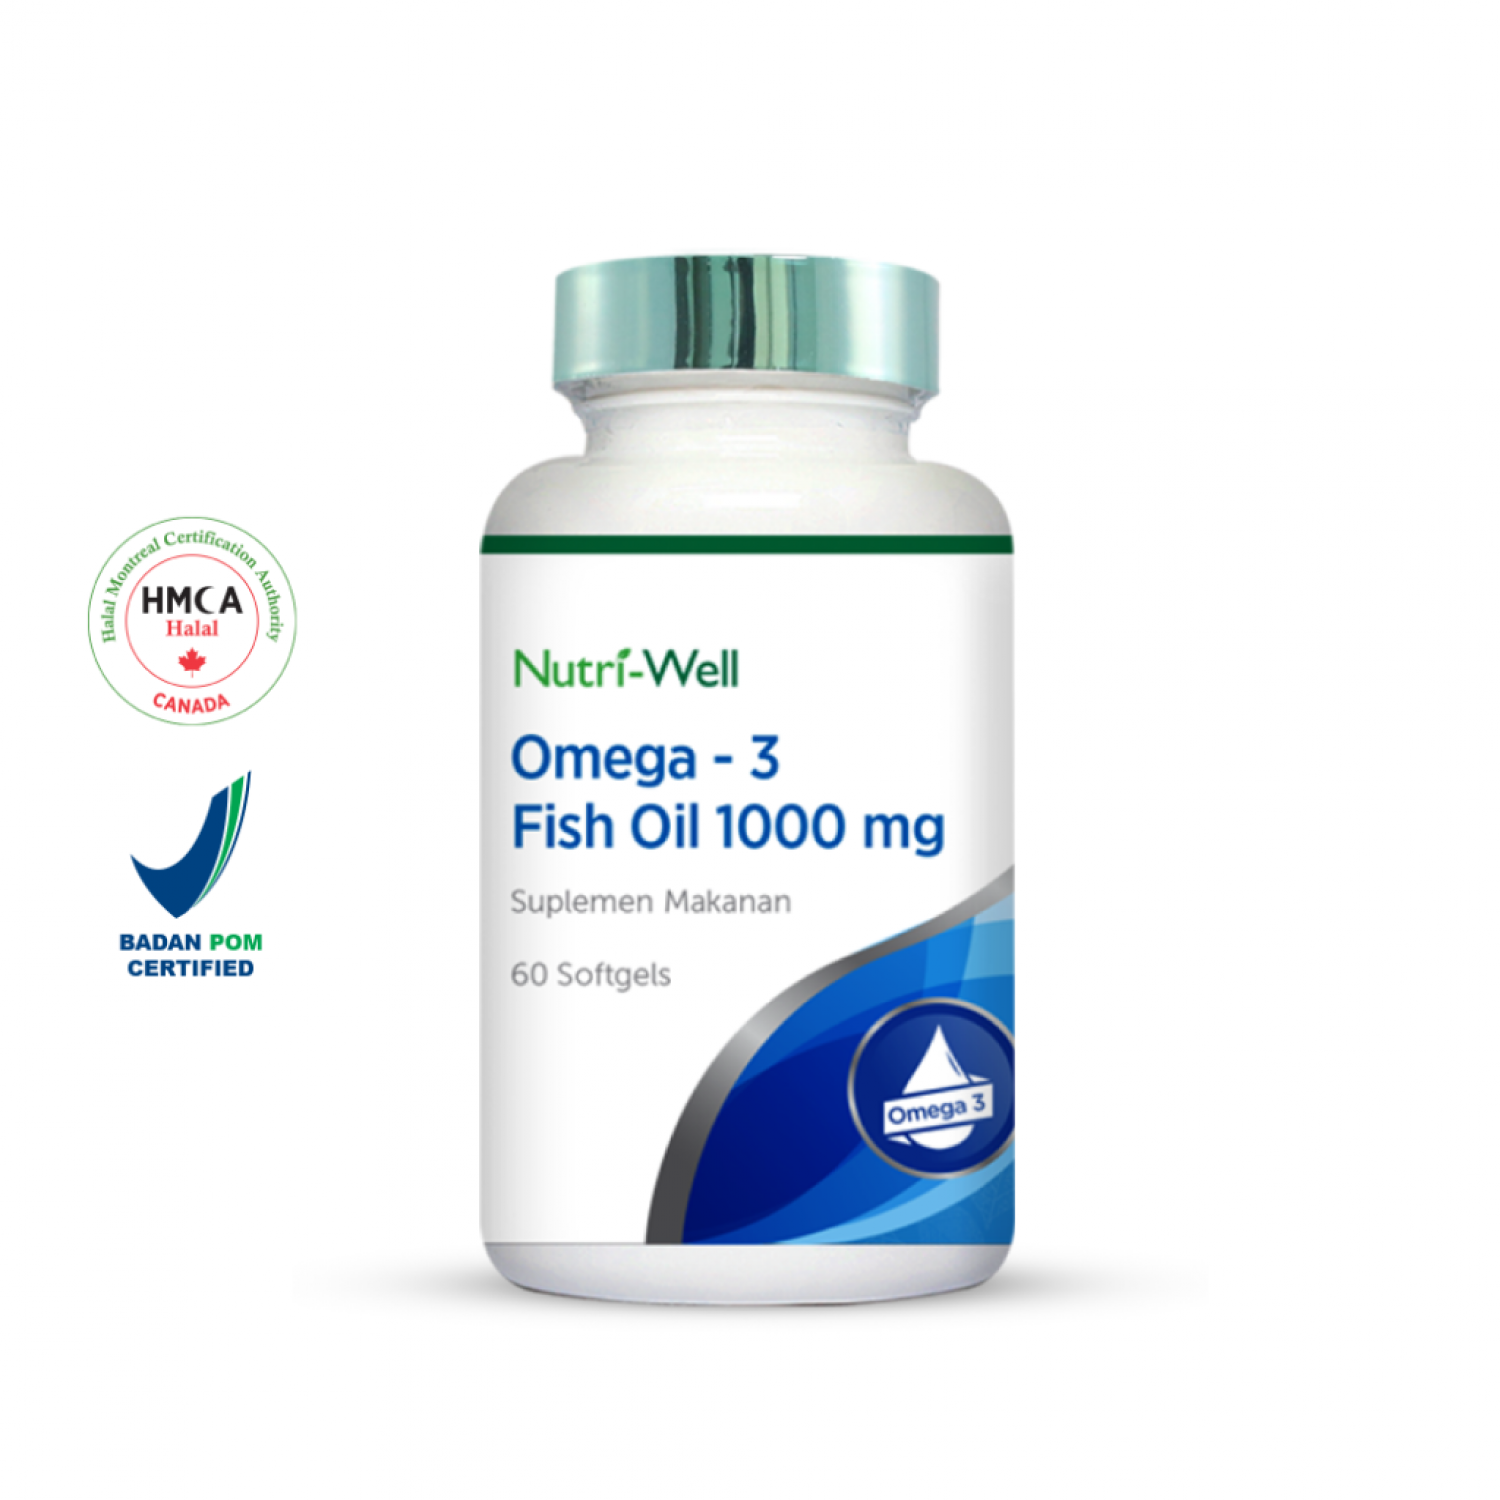 Halal Montreal Certification Authority
HMCA
Halal
CANADA
BADAN POM
CERTIFIED
Nutri-Well
Omega - 3
Fish Oil 1000 mg
Suplemen Makanan
60 Softgels
Omega 3